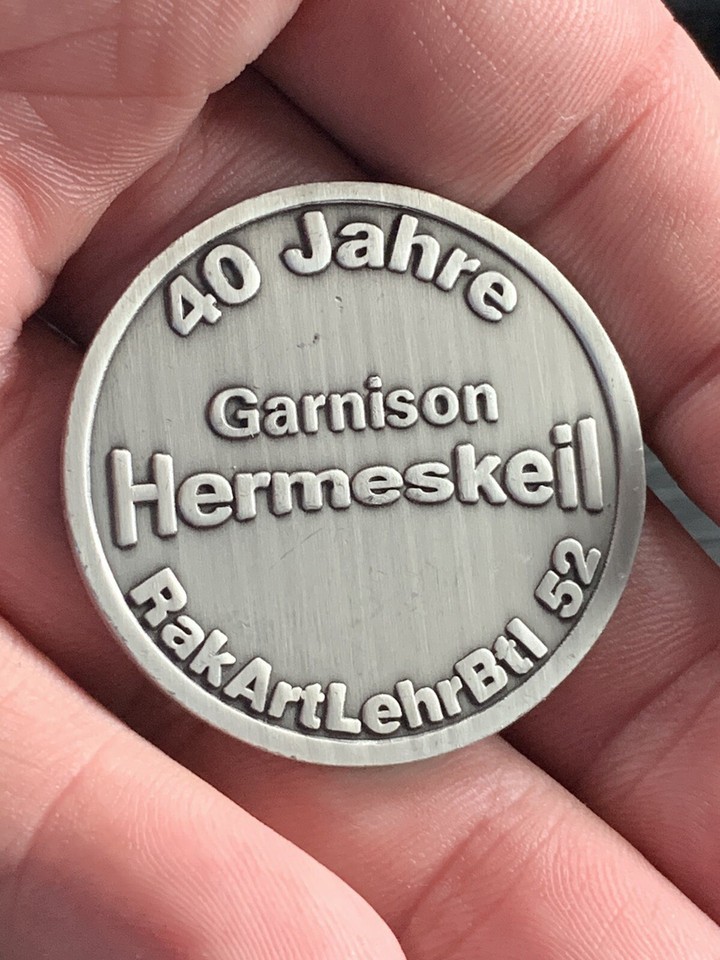 40 Jahre
Garnison
Hermeskeil
RakArtLehrBtl 52